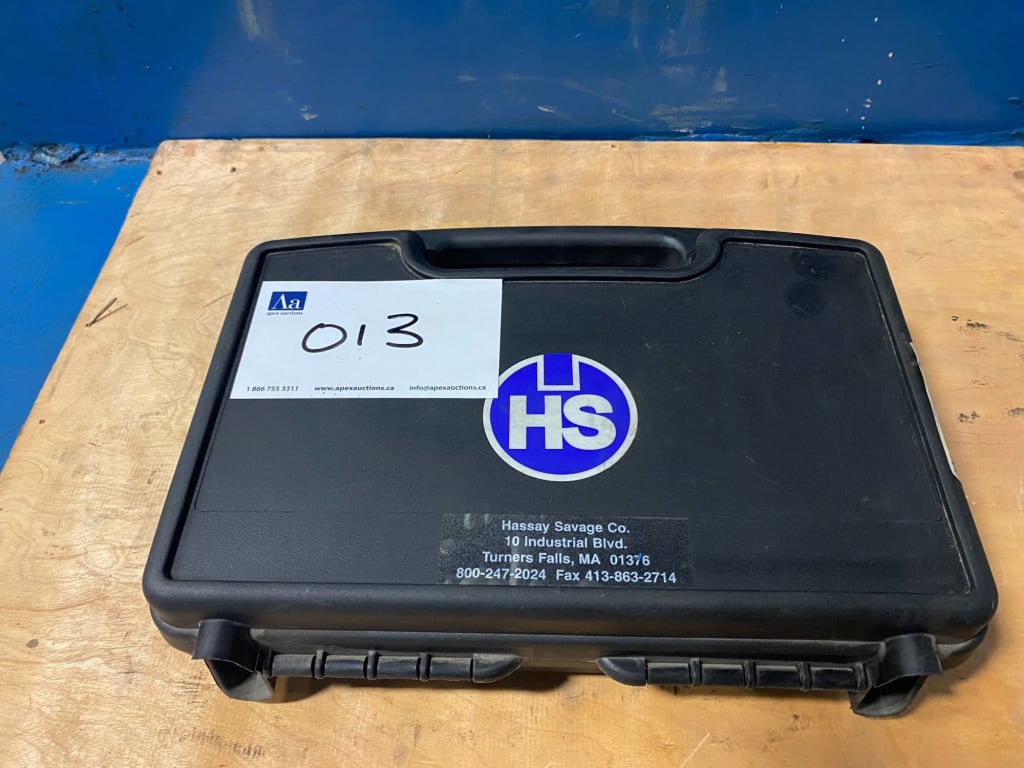 Aa
apex auctions
013
1 866 755 3311 www.apexauctions.ca info@apexauctions.ca
HS
Hassay Savage Co.
10 Industrial Blvd.
Turners Falls, MA 01376
800-247-2024 Fax 413-863-2714